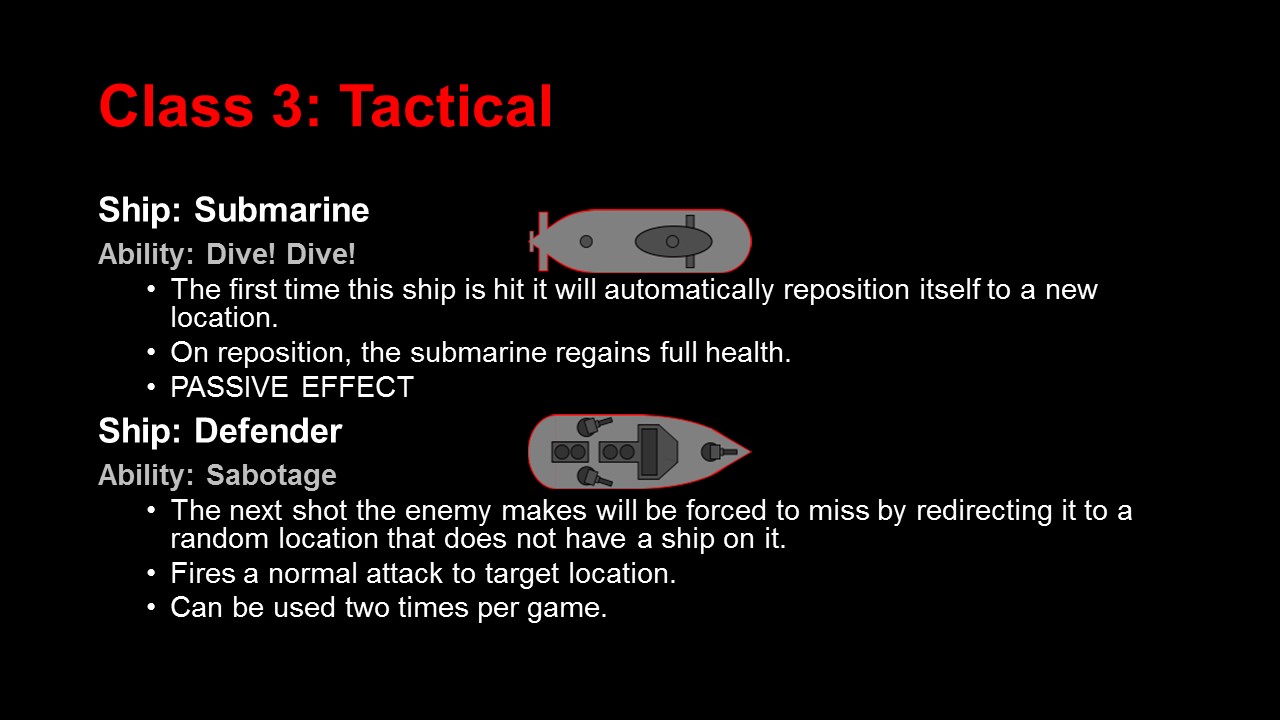 Class 3: Tactical
Ship: Submarine
Ability: Dive! Dive!
• The first time this ship is hit it will automatically reposition itself to a new
location.
• On reposition, the submarine regains full health.
• PASSIVE EFFECT
Ship: Defender
Ability: Sabotage
• The next shot the enemy makes will be forced to miss by redirecting it to a
random location that does not have a ship on it.
• Fires a normal attack to target location.
• Can be used two times per game.